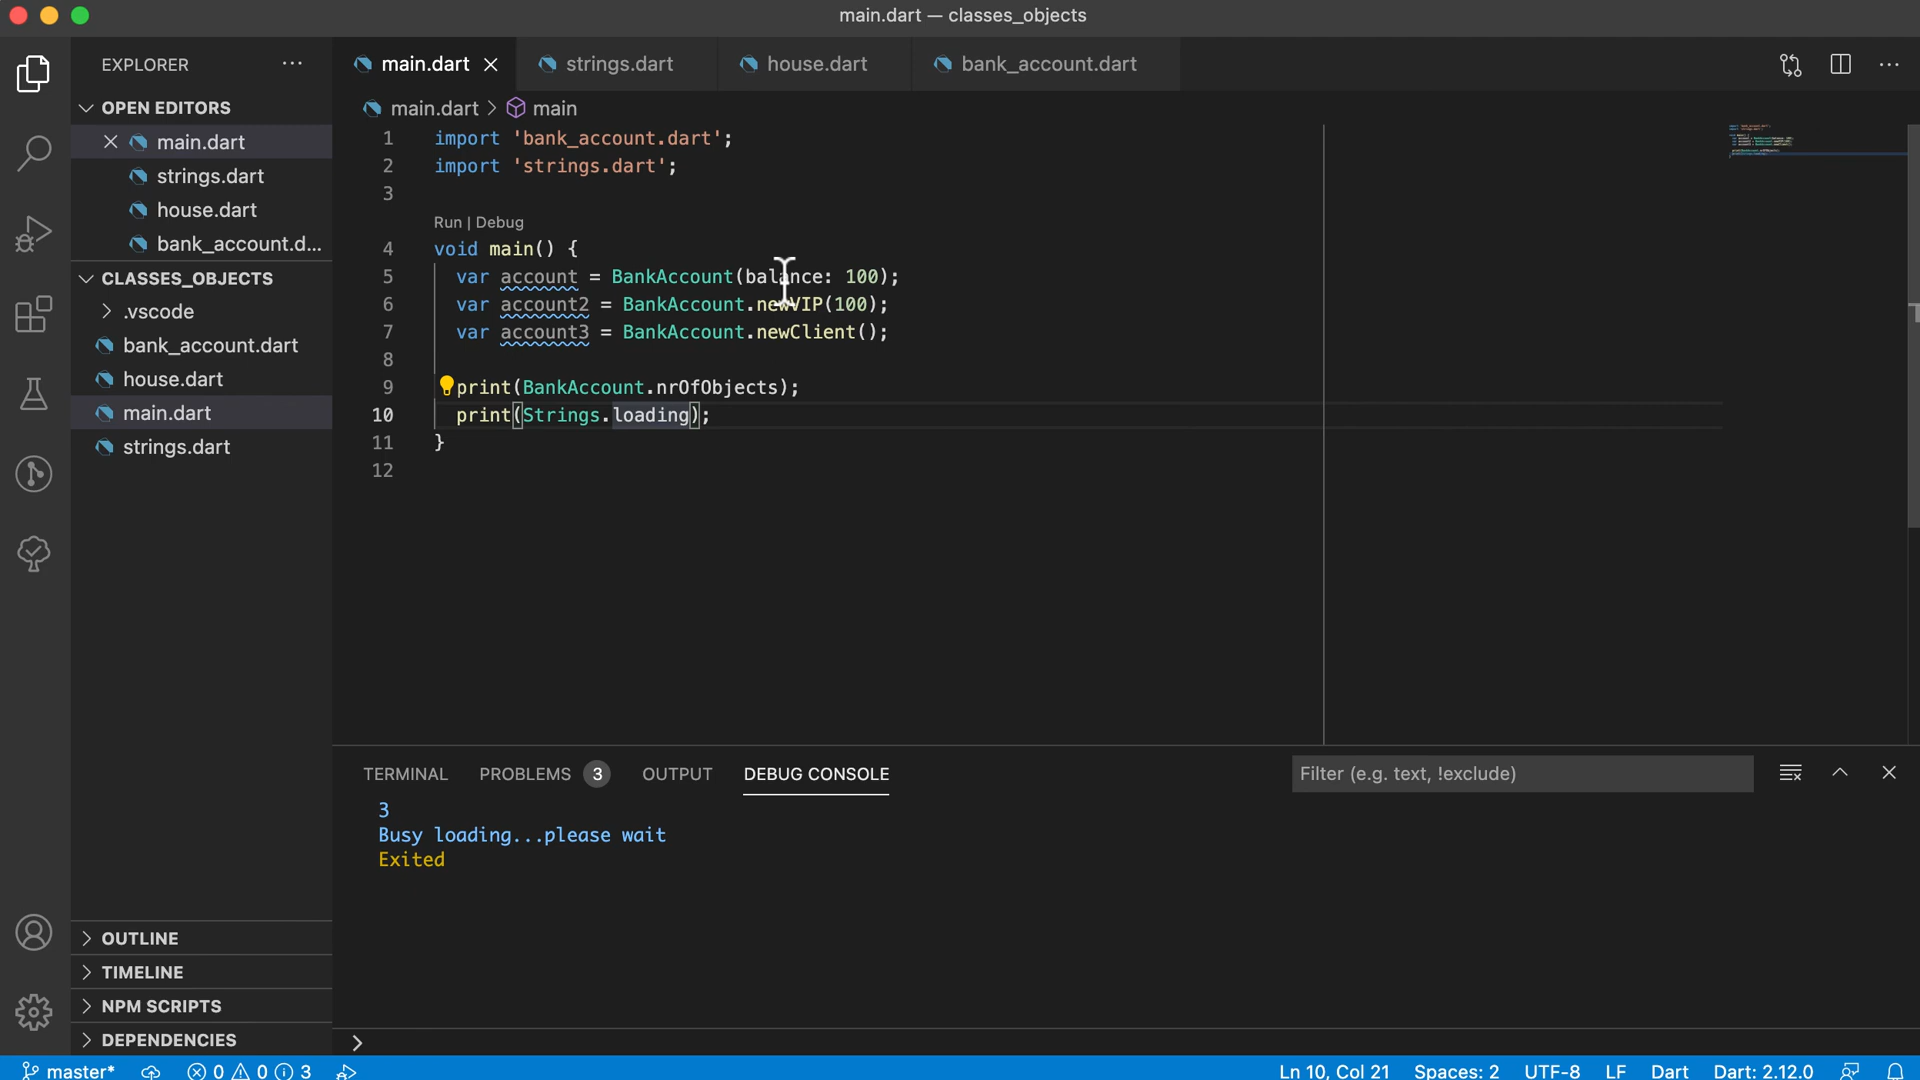 main.dart — classes_objects
EXPLORER
main.dart
strings.dart
house.dart
bank_account.dart
OPEN EDITORS
main.dart
strings.dart
house.dart
bank_account.d...
CLASSES_OBJECTS
.vscode
bank_account.dart
house.dart
main.dart
strings.dart
OUTLINE
TIMELINE
NPM SCRIPTS
DEPENDENCIES
main.dart > main
1 import 'bank_account.dart';
2 import 'strings.dart';
3
Run | Debug
4 void main() {
5 var account = BankAccount(balance: 100);
6 var account2 = BankAccount.newVIP(100);
7 var account3 = BankAccount.newClient();
8
9 print(BankAccount.nrOfObjects);
10 print(Strings.loading);
11 }
12
TERMINAL PROBLEMS 3 OUTPUT DEBUG CONSOLE
Filter (e.g. text, !exclude)
3
Busy loading...please wait
Exited
master* 0 0 3 Ln 10, Col 21 Spaces: 2 UTF-8 LF Dart Dart: 2.12.0